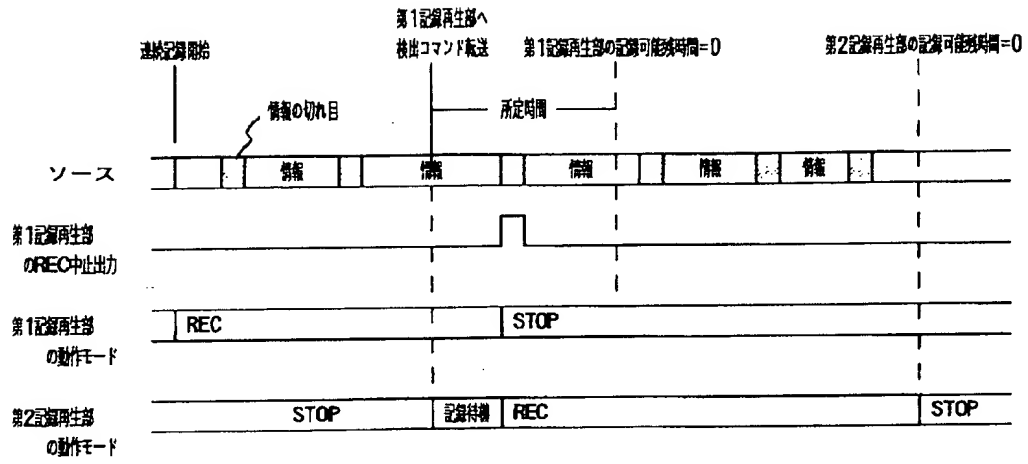 第1記録再生部へ
検出コマンド転送
連続記録開始
第1記録再生部の記録可能残時間=0
第2記録再生部の記録可能残時間=0
情報の切れ目
所定時間
ソース
情報
情報
情報
情報
情報
第1記録再生部
のREC中止出力
第1記録再生部
の動作モード
REC
STOP
第2記録再生部
の動作モード
STOP
記録待機
REC
STOP